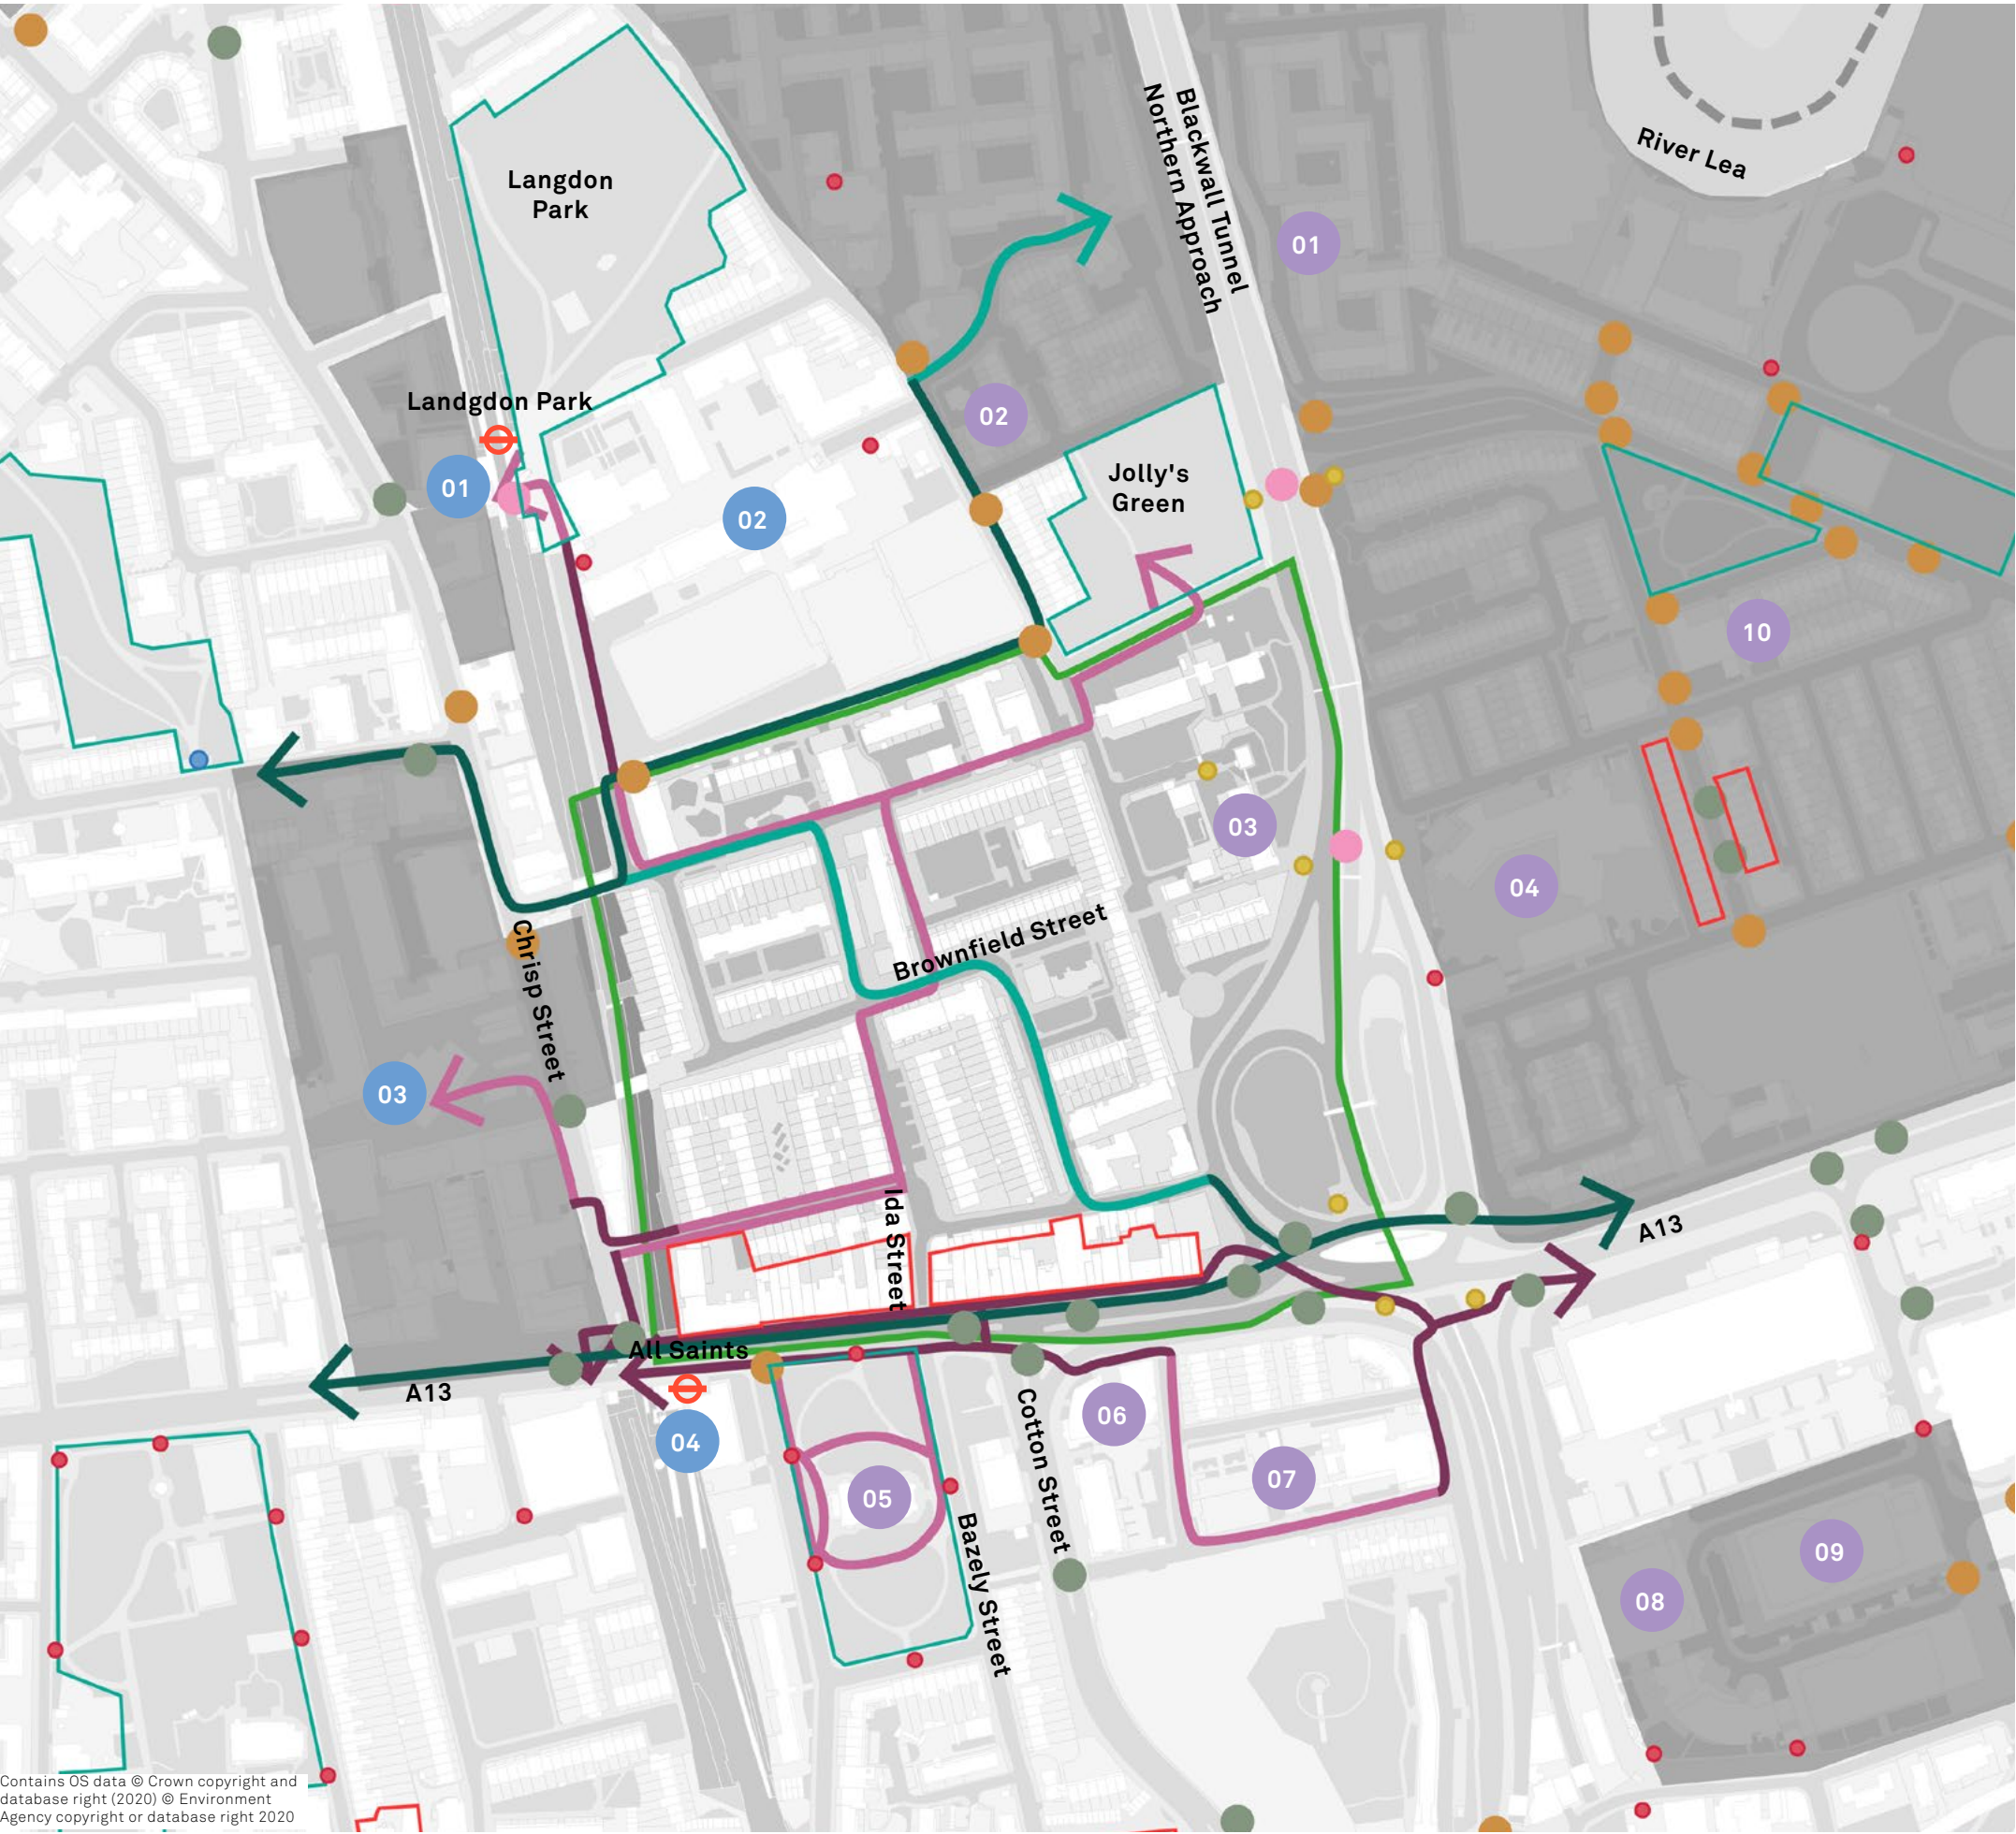 Langdon
Park
Blackwall Tunnel
Northern Approach
River Lea
01
Landgdon Park
02
01
02
Jolly's
Green
10
03
04
Chrisp Street
Brownfield Street
03
Ida Street
A13
All Saints
A13
04
06
Cotton Street
07
05
Bazely Street
09
08
Contains OS data © Crown copyright and
database right (2020) © Environment
Agency copyright or database right 2020